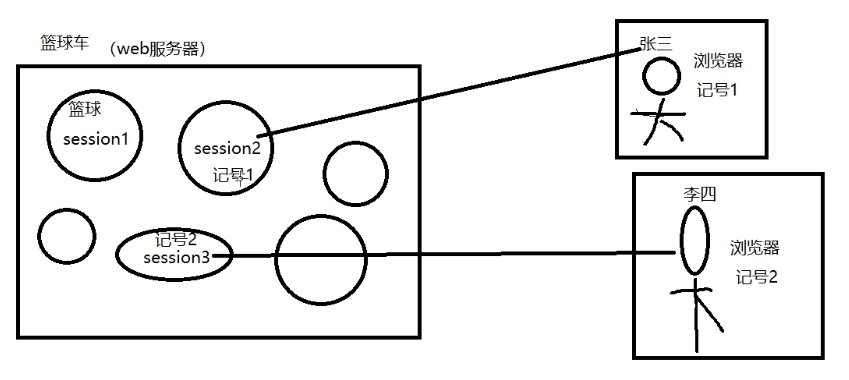 篮球车 （web服务器）
篮球
session1
session2
记号1
记号2
session3
张三
浏览器
记号1
李四
浏览器
记号2